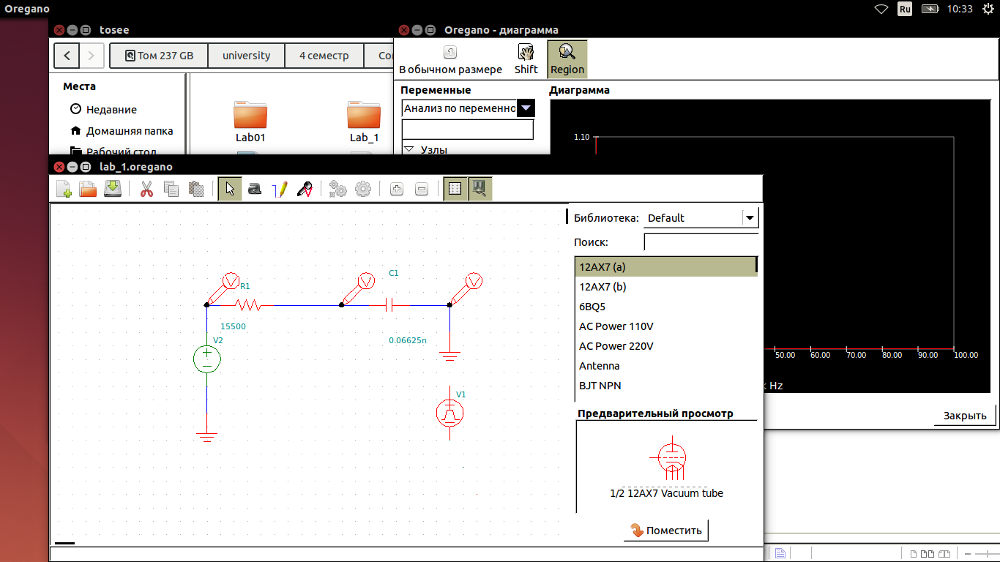 Oregano
Ru
10:33
tosee
Oregano - диаграмма
Том 237 GB
university
4 семестр
Co
В обычном размере
Shift
Region
Места
Недавние
Домашняя папка
Рабочий стол
Lab01
Lab_1
Переменные
Анализ по переменно
Узлы
Диаграмма
1.10
50.00
60.00
70.00
80.00
90.00
100.00
k Hz
Закрыть
lab_1.oregano
Библиотека:
Default
Поиск:
12AX7 (a)
12AX7 (b)
6BQ5
AC Power 110V
AC Power 220V
Antenna
BJT NPN
Предварительный просмотр
1/2 12AX7 Vacuum tube
Поместить
V
R1
15500
V2
V
C1
0.06625n
V
V1